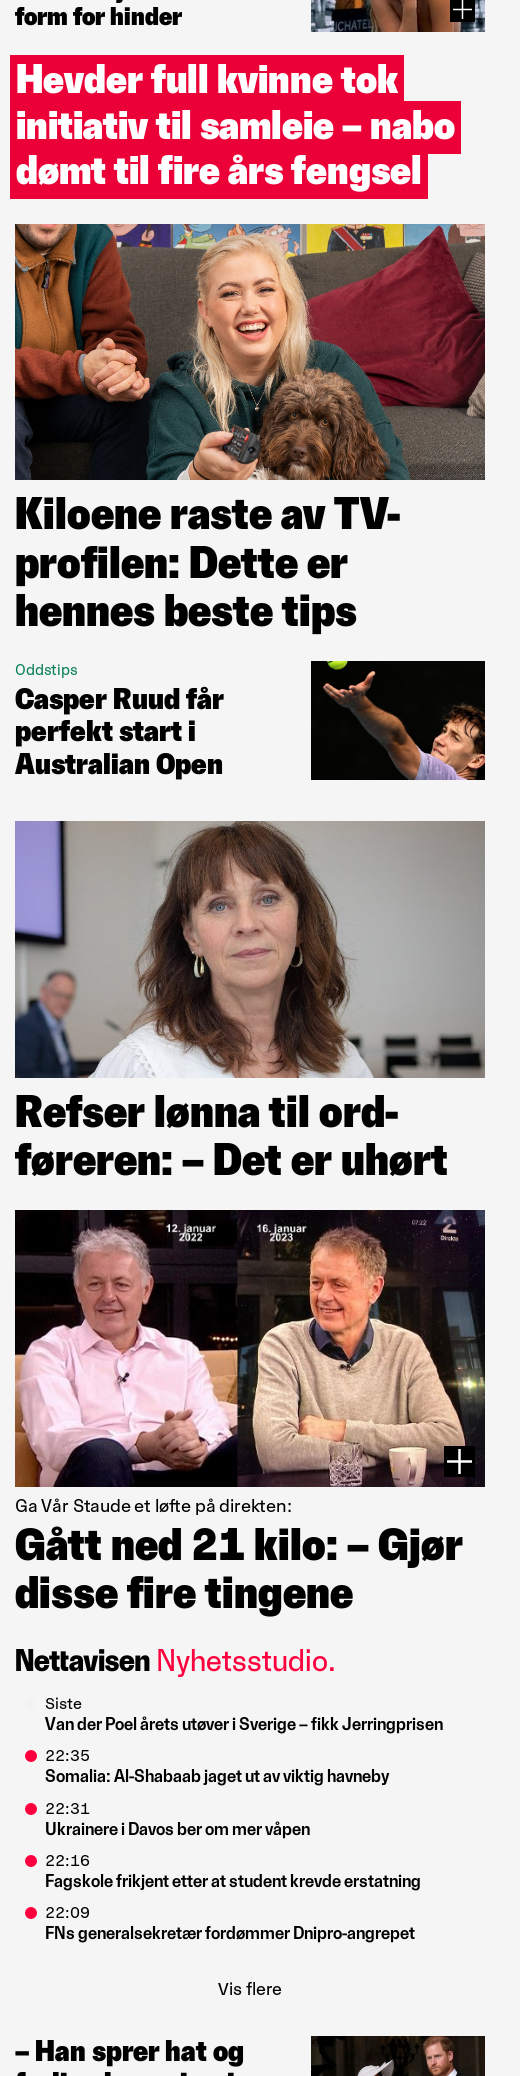 form for hinder
ICHATEL
Hevder full kvinne tok
initiativ til samleie – nabo
dømt til fire års fengsel
Kiloene raste av TV-
profilen: Dette er
hennes beste tips
Oddstips
Casper Ruud får
perfekt start i
Australian Open
Refser lønna til ord-
føreren: – Det er uhørt
12. januar
2022
16. januar
2023
07:22
2
Direkte
Ga Vår Staude et løfte på direkten:
Gått ned 21 kilo: – Gjør
disse fire tingene
Nettavisen Nyhetsstudio.
Siste
Van der Poel årets utøver i Sverige – fikk Jerringprisen
22:35
Somalia: Al-Shabaab jaget ut av viktig havneby
22:31
Ukrainere i Davos ber om mer våpen
22:16
Fagskole frikjent etter at student krevde erstatning
22:09
FNs generalsekretær fordømmer Dnipro-angrepet
Vis flere
– Han sprer hat og